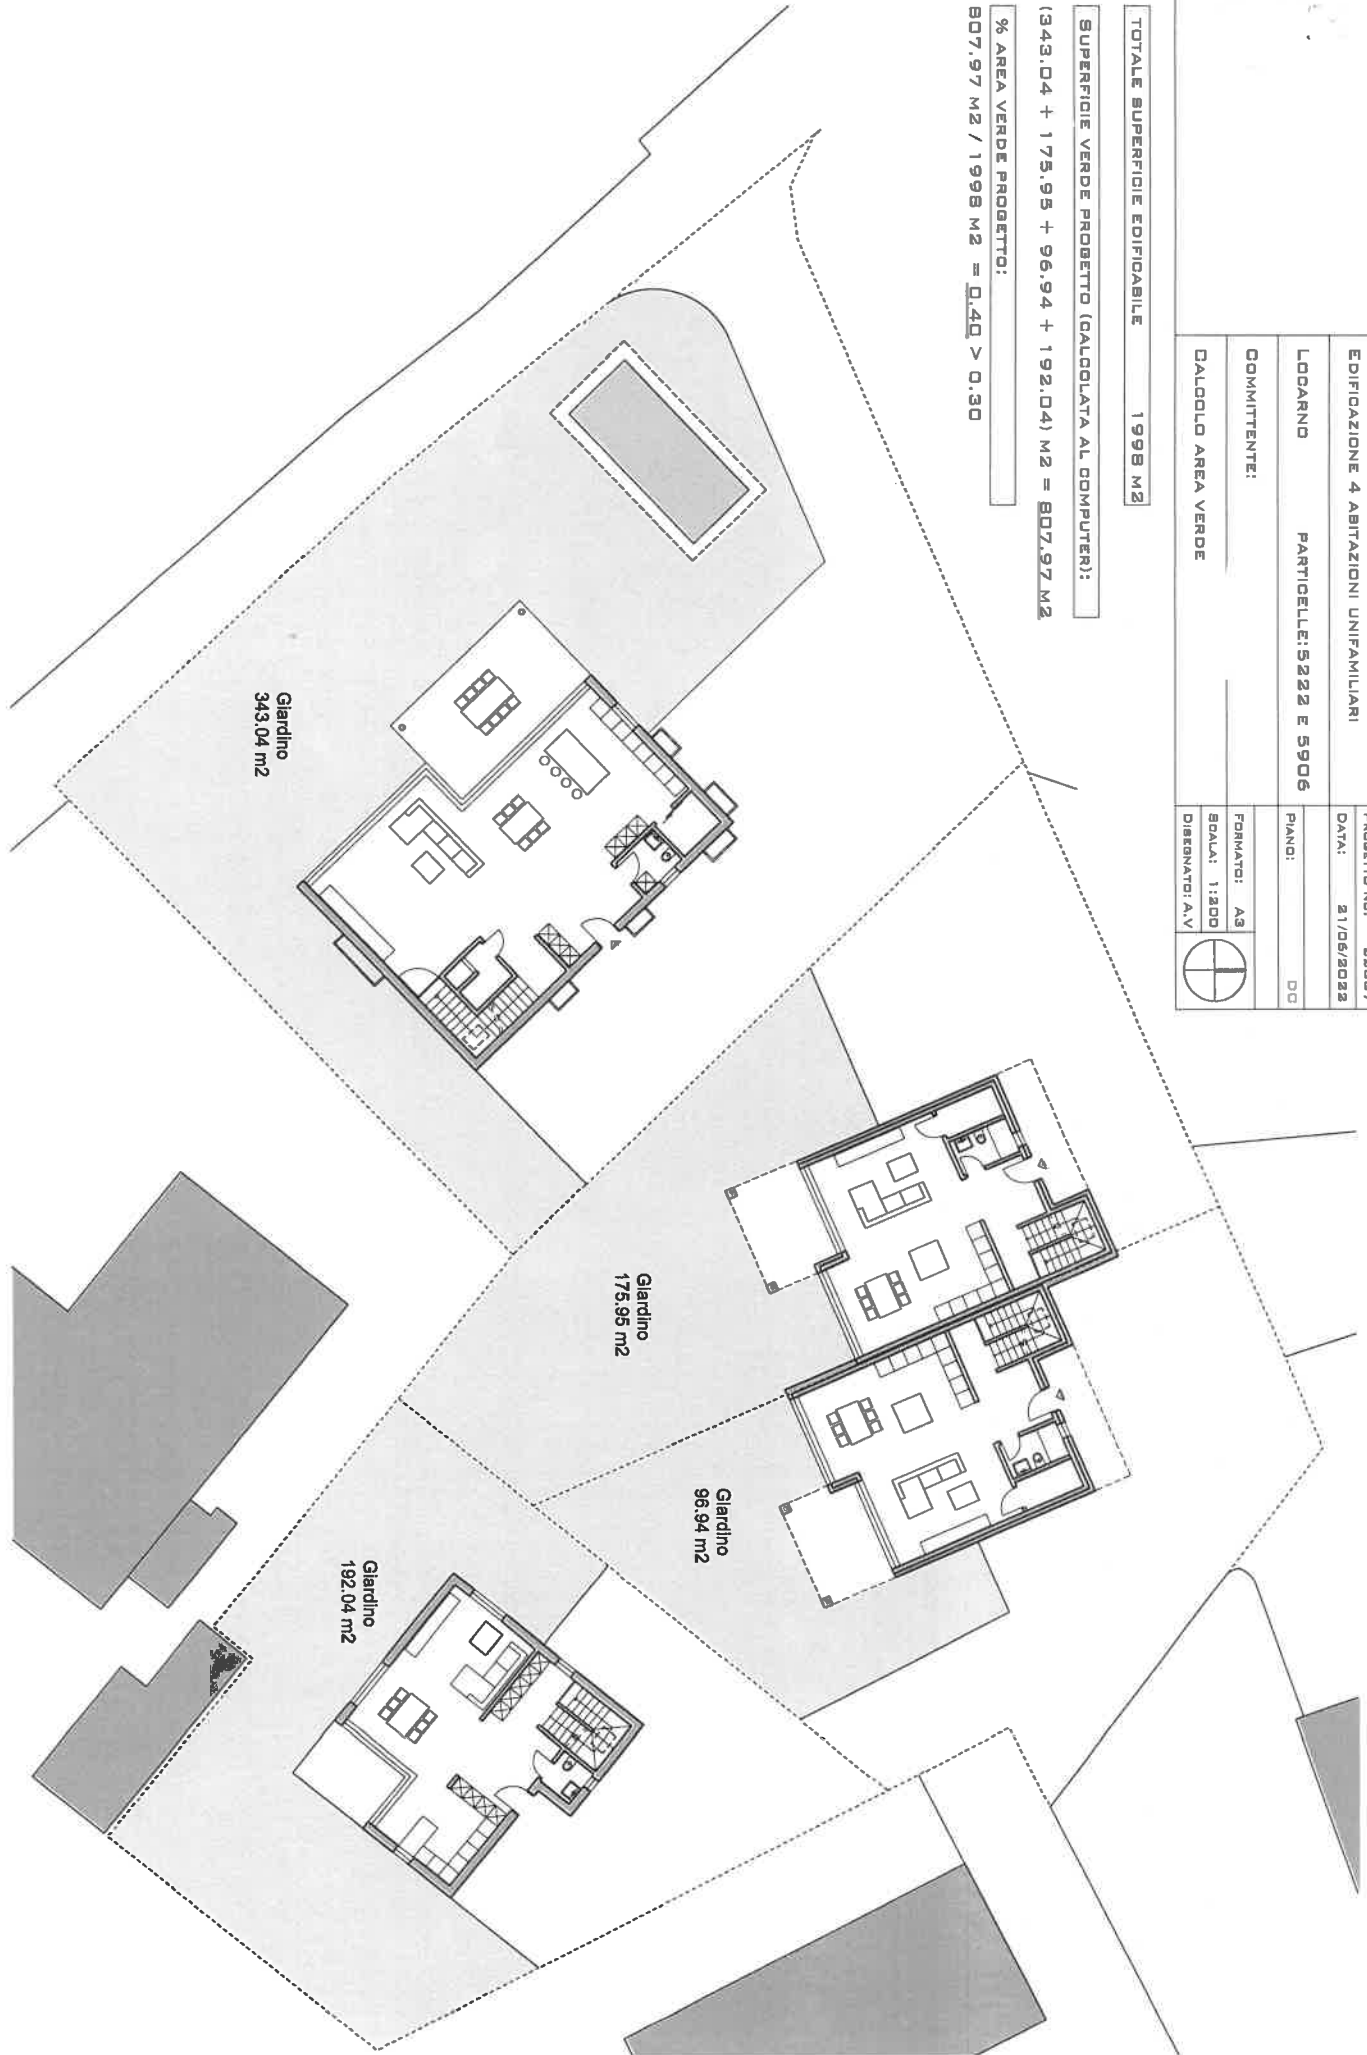 EDIFICAZIONE 4 ABITAZIONI UNIFAMILIARI
LOCARNO PARTICELLE:5222 E 5906
COMMITTENTE:
CALCOLO AREA VERDE
DATA: 21/06/2022
PIANO: DC
FORMATO: A3
SCALA: 1:200
DISEGNATO: A.V
TOTALE SUPERFICIE EDIFICABILE 1998 M2
SUPERFICIE VERDE PROGETTO (CALCOLATA AL COMPUTER):
(343.04 + 175.95 + 96.94 + 192.04) M2 = 807.97 M2
% AREA VERDE PROGETTO:
807.97 M2 / 1998 M2 = 0.40 > 0.30
Giardino
343.04 m2
Giardino
175.95 m2
Giardino
96.94 m2
Giardino
192.04 m2